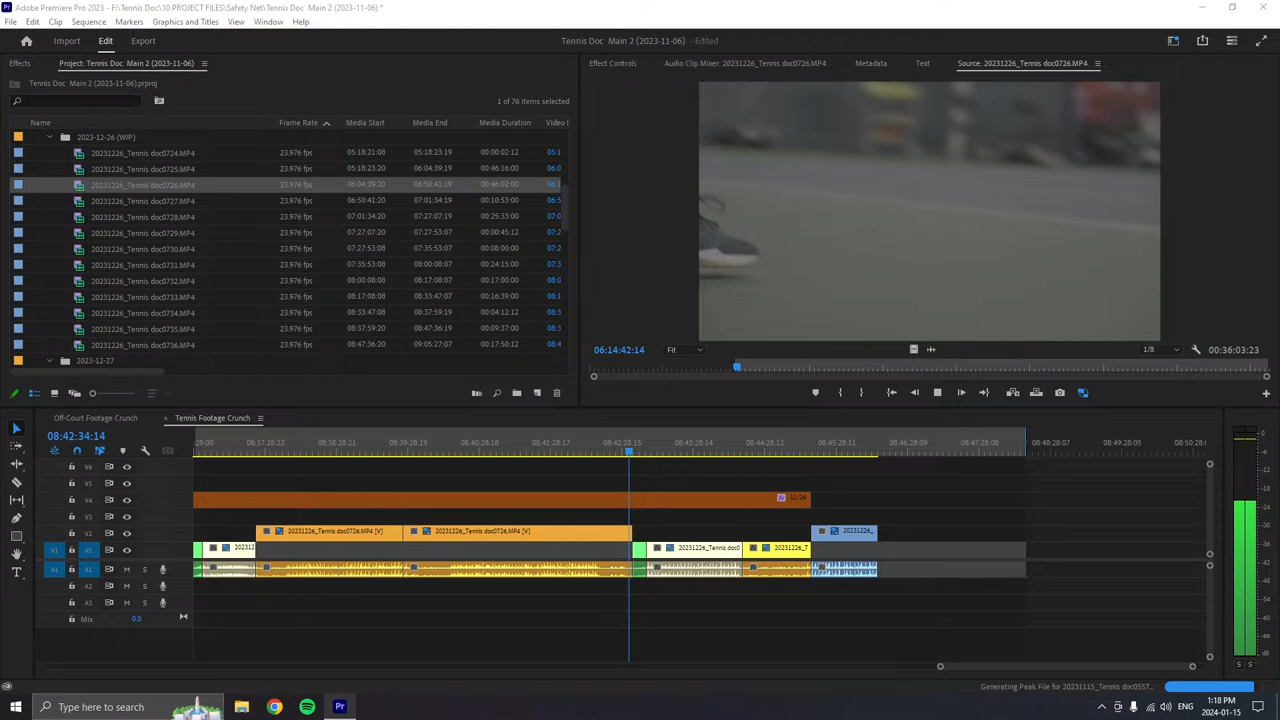 Adobe Premiere Pro 2023 - F:\Tennis Doc\10 PROJECT FILES\Safety Net\Tennis Doc  Main 2 (2023-11-06) *
File Edit Clip Sequence Markers Graphics and Titles View Window Help
Import Edit Export Tennis Doc  Main 2 (2023-11-06) - Edited
Effects Project: Tennis Doc  Main 2 (2023-11-06) Effect Controls Audio Clip Mixer: 20231226_Tennis doc0726.MP4 Metadata Text Source: 20231226_Tennis doc0726.MP4
Tennis Doc  Main 2 (2023-11-06).prproj
1 of 76 items selected
Name Frame Rate Media Start Media End Media Duration Video I
2023-12-26 (WIP)
20231226_Tennis doc0724.MP4 23.976 fps 05:18:21:08 05:18:23:19 00:00:02:12 05:1
20231226_Tennis doc0725.MP4 23.976 fps 05:18:23:20 06:04:39:19 00:46:16:00 06:0
20231226_Tennis doc0726.MP4 23.976 fps 06:04:39:20 06:50:41:19 00:46:02:00 06:1
20231226_Tennis doc0727.MP4 23.976 fps 06:50:41:20 07:01:34:19 00:10:53:00 06:5
20231226_Tennis doc0728.MP4 23.976 fps 07:01:34:20 07:27:07:19 00:25:33:00 07:0
20231226_Tennis doc0729.MP4 23.976 fps 07:27:07:20 07:27:53:07 00:00:45:12 07:2
20231226_Tennis doc0730.MP4 23.976 fps 07:27:53:08 07:35:53:07 00:08:00:00 07:2
20231226_Tennis doc0731.MP4 23.976 fps 07:35:53:08 08:00:08:07 00:24:15:00 07:3
20231226_Tennis doc0732.MP4 23.976 fps 08:00:08:08 08:17:08:07 00:17:00:00 08:0
20231226_Tennis doc0733.MP4 23.976 fps 08:17:08:08 08:33:47:07 00:16:39:00 08:1
20231226_Tennis doc0734.MP4 23.976 fps 08:33:47:08 08:37:59:19 00:04:12:12 08:3
20231226_Tennis doc0735.MP4 23.976 fps 08:37:59:20 08:47:36:19 00:09:37:00 08:3
20231226_Tennis doc0736.MP4 23.976 fps 08:47:36:20 09:05:27:07 00:17:50:12 08:4
2023-12-27
06:14:42:14 Fit 1/8 00:36:03:23
Off-Court Footage Crunch × Tennis Footage Crunch
08:42:34:14
29:00 08:37:28:22 08:38:28:21 08:39:28:20 08:40:28:18 08:41:28:17 08:42:28:15 08:43:28:14 08:44:28:12 08:45:28:11 08:46:28:09 08:47:28:08 08:48:28:07 08:49:28:05 08:50:28:
V6
V5
V4 fx 12/26
V3
V2 20231226_Tennis doc0726.MP4 [V] 20231226_Tennis doc0726.MP4 [V] 20231226_
V1 V1 202312 20231226_Tennis doc0 20231226_T
A1 A1 M S
A2 M S
A3 M S
Mix 0.0
0
-6
-12
-18
-24
-30
-36
-42
-48
-54
dB
S S
Generating Peak File for 20231115_Tennis doc0557...
Type here to search
ENG
1:18 PM
2024-01-15